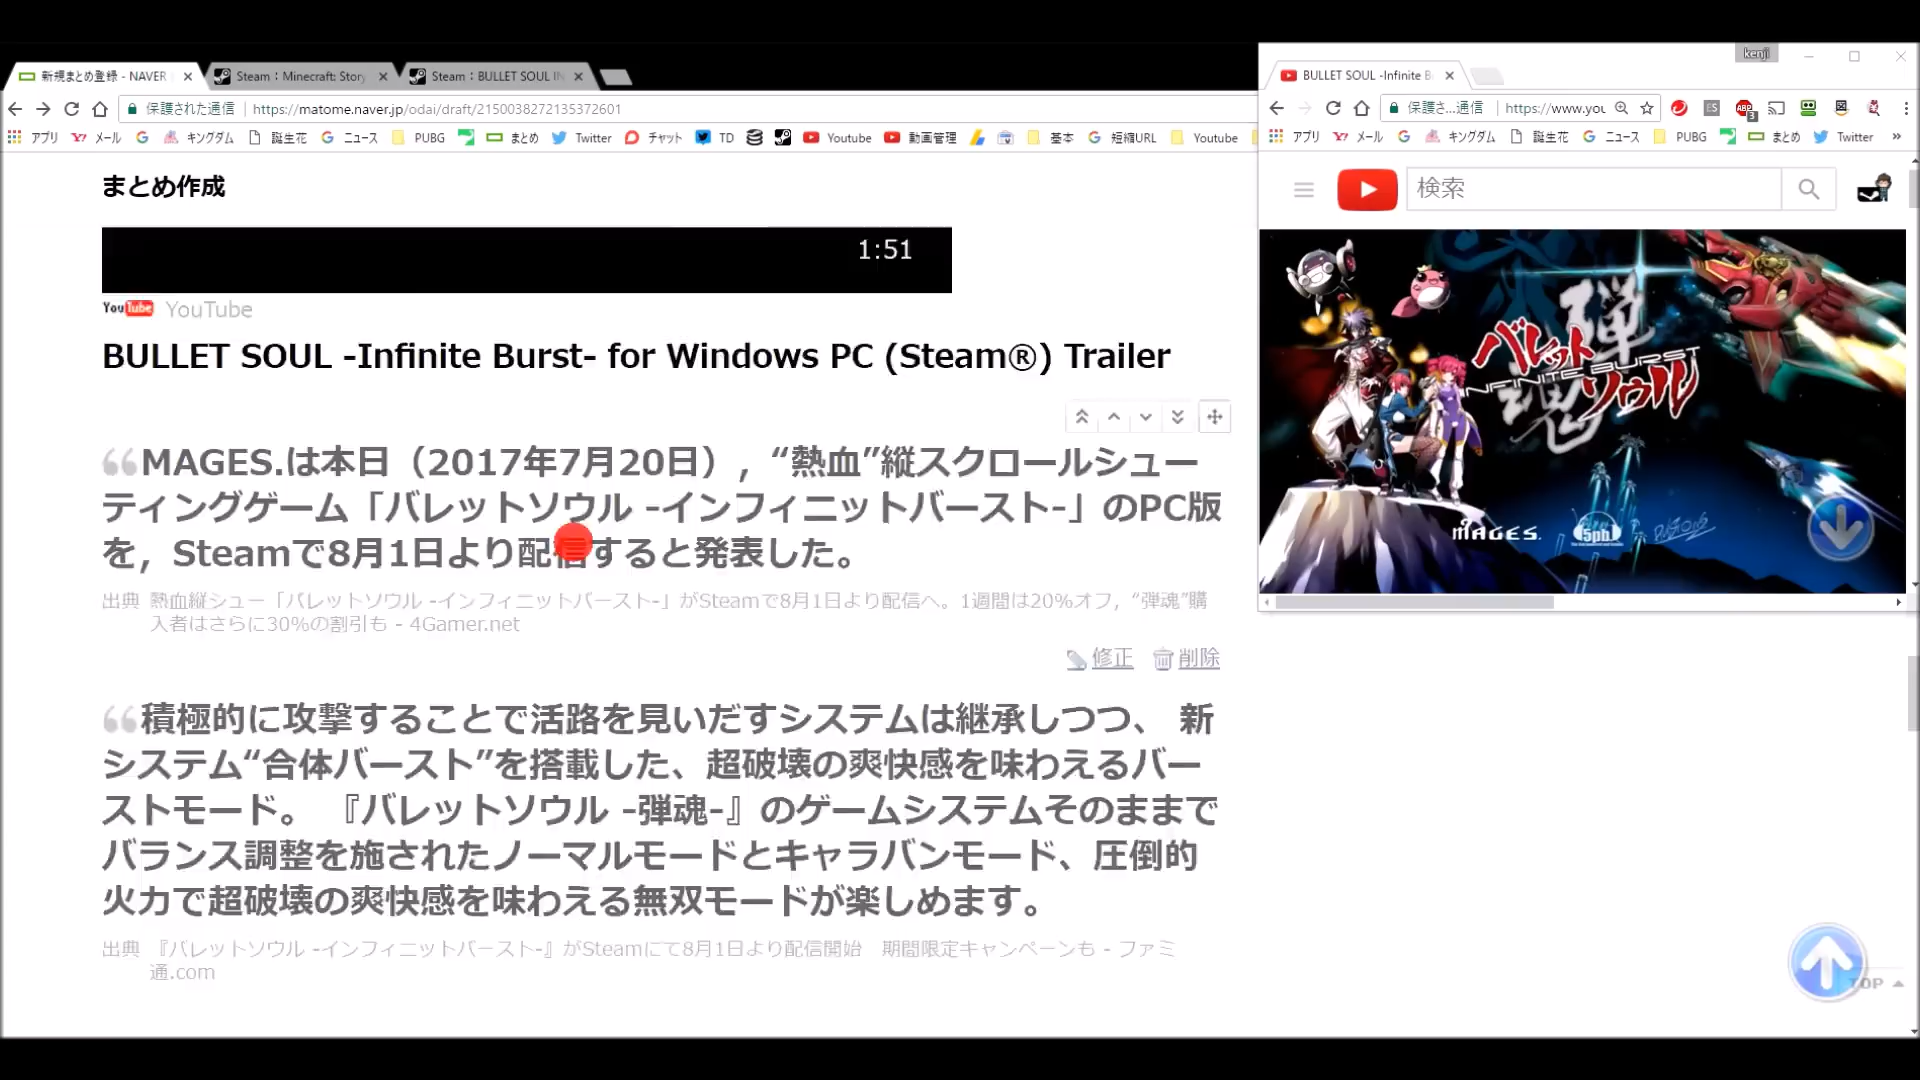 新規まとめ登録 - NAVER
Steam：Minecraft: Story
Steam：BULLET SOUL IN
保護された通信
https://matome.naver.jp/odai/draft/2150038272135372601
アプリ
メール
キングダム
誕生花
ニュース
PUBG
まとめ
Twitter
チャット
TD
Youtube
動画管理
基本
短縮URL
Youtube
まとめ作成
1:51
YouTube
YouTube
BULLET SOUL -Infinite Burst- for Windows PC (Steam®) Trailer
MAGES.は本日（2017年7月20日）, “熱血”縦スクロールシュー
ティングゲーム「バレットソウル -インフィニットバースト-」のPC版
を, Steamで8月1日より配信すると発表した。
出典 熱血縦シュー「バレットソウル -インフィニットバースト-」がSteamで8月1日より配信へ。1週間は20%オフ, “弾魂”購
入者はさらに30%の割引も - 4Gamer.net
修正
削除
積極的に攻撃することで活路を見いだすシステムは継承しつつ、 新
システム“合体バースト”を搭載した、超破壊の爽快感を味わえるバー
ストモード。 『バレットソウル -弾魂-』のゲームシステムそのままで
バランス調整を施されたノーマルモードとキャラバンモード、圧倒的
火力で超破壊の爽快感を味わえる無双モードが楽しめます。
出典 『バレットソウル -インフィニットバースト-』がSteamにて8月1日より配信開始　期間限定キャンペーンも - ファミ
通.com
TOP
kenji
BULLET SOUL -Infinite B
保護さ...通信
https://www.you
ES
ABP
3
アプリ
メール
キングダム
誕生花
ニュース
PUBG
まとめ
Twitter
»
検索
弾魂
バレット
INFINITE BURST
ソウル
MAGES.
5pb.